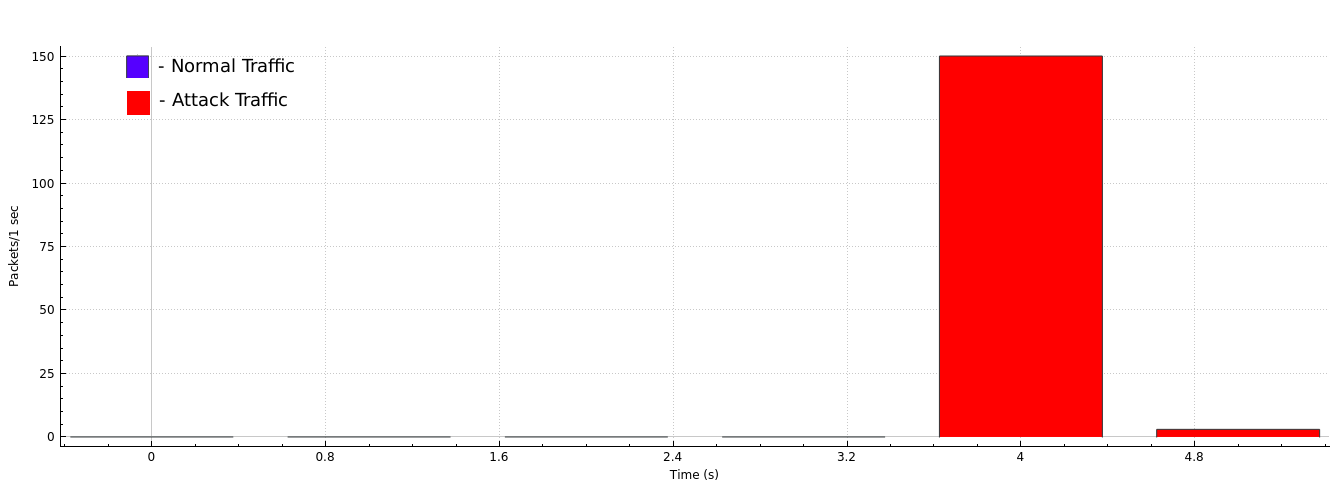 150
- Normal Traffic
- Attack Traffic
125
100
75
50
25
0
Packets/1 sec
0 0.8 1.6 2.4 3.2 4 4.8
Time (s)